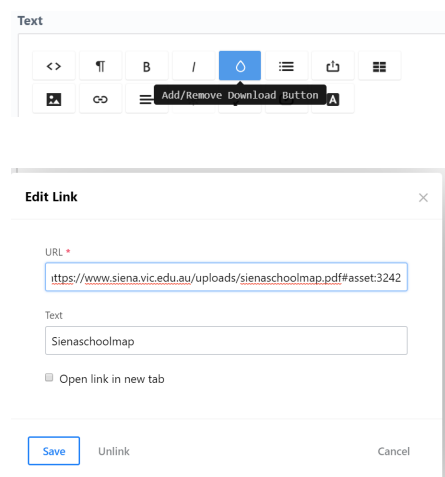 Text
<> ¶ B I
Add/Remove Download Button A
Edit Link ×
URL *
ttps://www.siena.vic.edu.au/uploads/sienaschoolmap.pdf#asset:3242
Text
Sienaschoolmap
Open link in new tab
Save Unlink Cancel